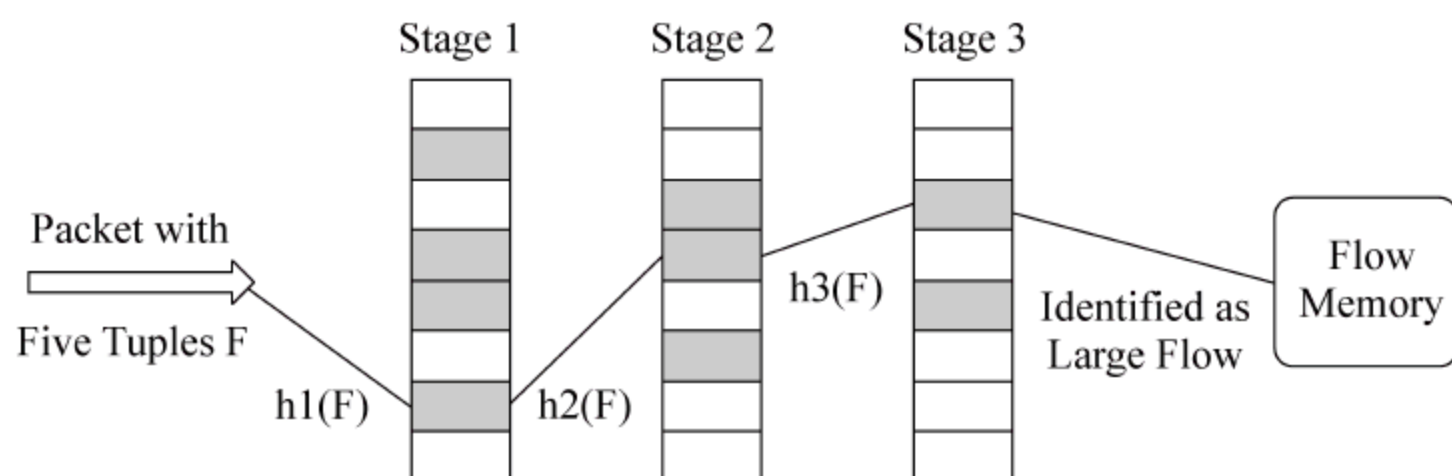 Stage 1
Stage 2
Stage 3
Packet with
Five Tuples F
h1(F)
h2(F)
h3(F)
Identified as
Large Flow
Flow
Memory